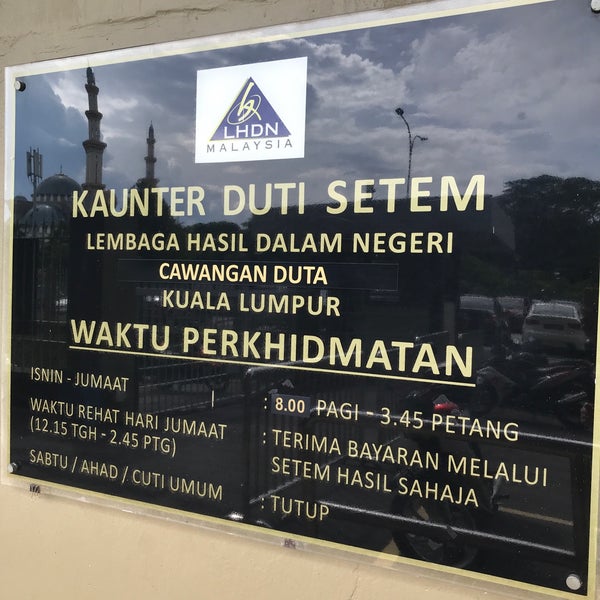 LHDN
MALAYSIA
KAUNTER DUTI SETEM
LEMBAGA HASIL DALAM NEGERI
CAWANGAN DUTA
KUALA LUMPUR
WAKTU PERKHIDMATAN
ISNIN - JUMAAT : 8.00 PAGI - 3.45 PETANG
WAKTU REHAT HARI JUMAAT : TERIMA BAYARAN MELALUI
(12.15 TGH - 2.45 PTG) SETEM HASIL SAHAJA
SABTU / AHAD / CUTI UMUM : TUTUP